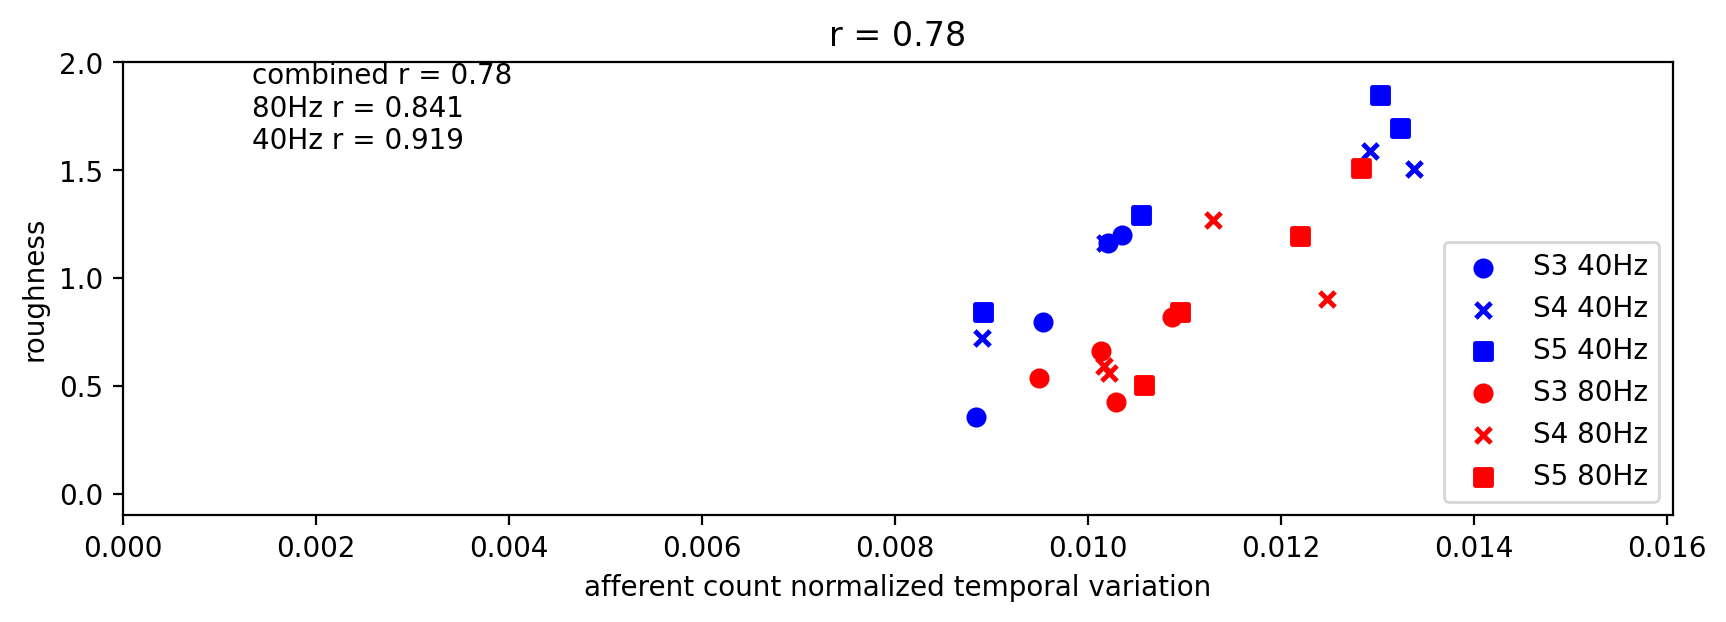 r = 0.78
combined r = 0.78
80Hz r = 0.841
40Hz r = 0.919
2.0
1.5
1.0
0.5
0.0
roughness
S3 40Hz
S4 40Hz
S5 40Hz
S3 80Hz
S4 80Hz
S5 80Hz
0.000 0.002 0.004 0.006 0.008 0.010 0.012 0.014 0.016
afferent count normalized temporal variation